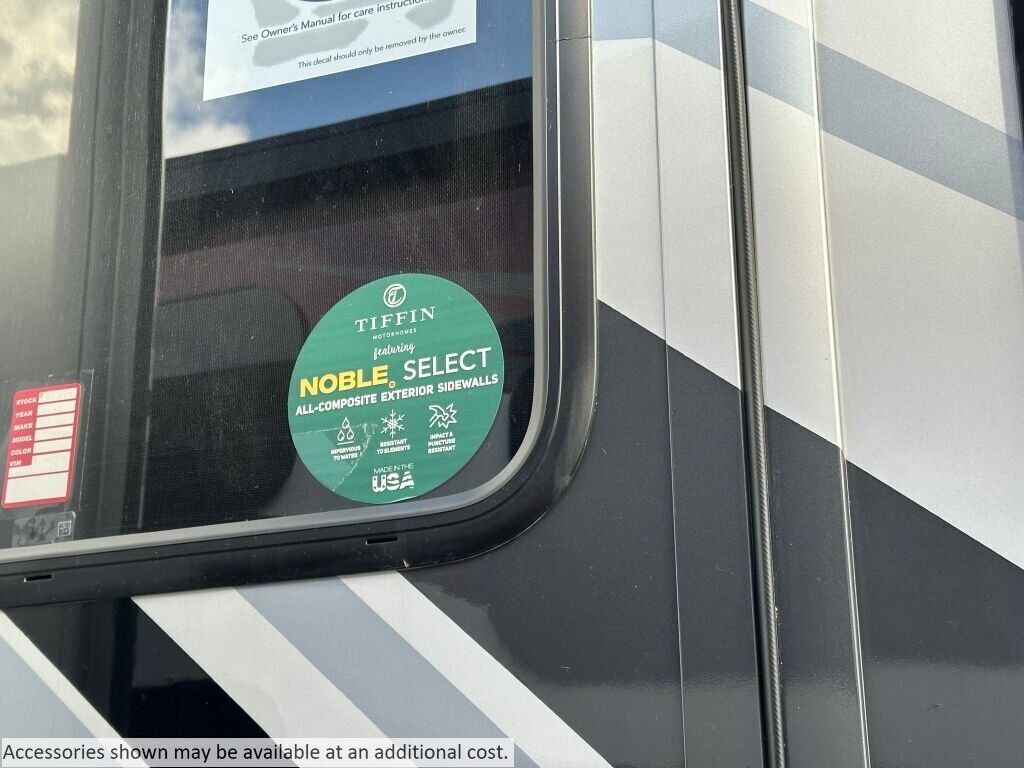 See Owner's Manual for care instructions.
This decal should only be removed by the owner.
TIFFIN
MOTORHOMES
featuring
NOBLE SELECT
ALL-COMPOSITE EXTERIOR SIDEWALLS
IMPERVIOUS
TO WATER
RESISTANT
TO ELEMENTS
IMPACT &
PUNCTURE
RESISTANT
MADE IN THE
USA
STOCK
YEAR
MAKE
MODEL
COLOR
VIN
Accessories shown may be available at an additional cost.